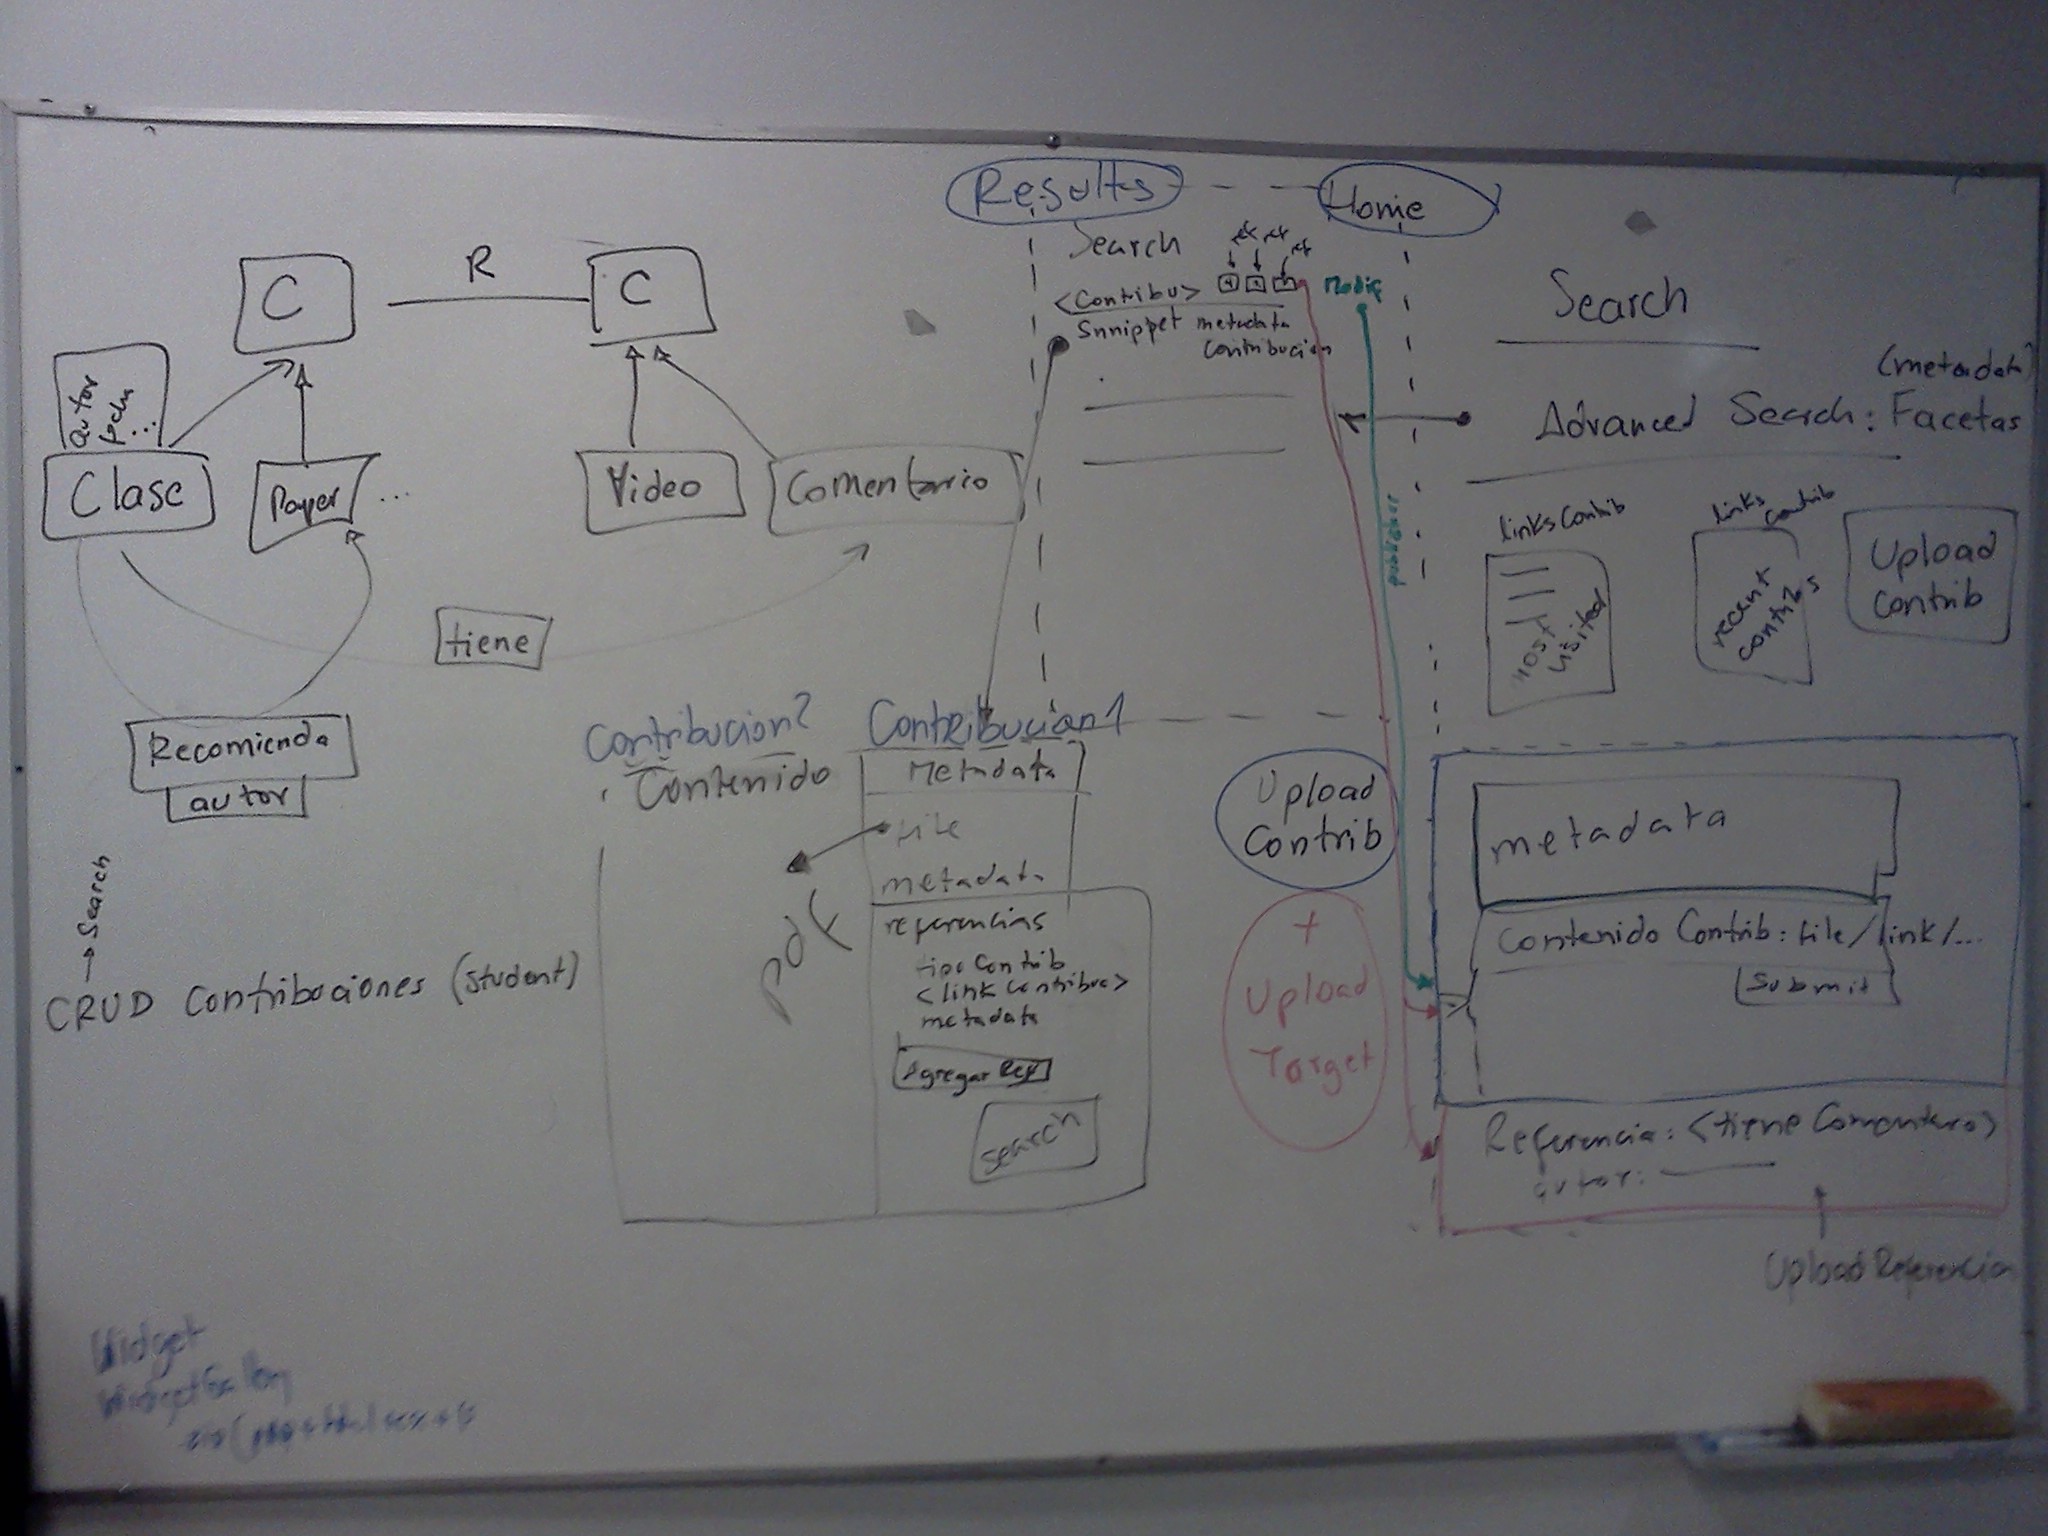 C
R
C
autor
fecha
...
Clase
Paper
...
Video
Comentario
tiene
Recomienda
autor
Search
CRUD Contribuciones (student)
Widget
Results
Search
<Contribu>
Snnippet metadata
contribucion
Home
Search
(metadata)
Advanced Search: Facetas
links contrib
most
visited
links
contrib
recent
contribs
Upload
contrib
Contribucion2
Contenido
pdf
Contribucion1
Metadata
file
metadata
referencias
tipo Contrib
<link contribuc>
metadata
Agregar Ref
search
Upload
Contrib
+
Upload
Target
metadata
Contenido Contrib: file/link/...
Submit
Referencia: <tiene Comentario>
autor:
Upload Referencia